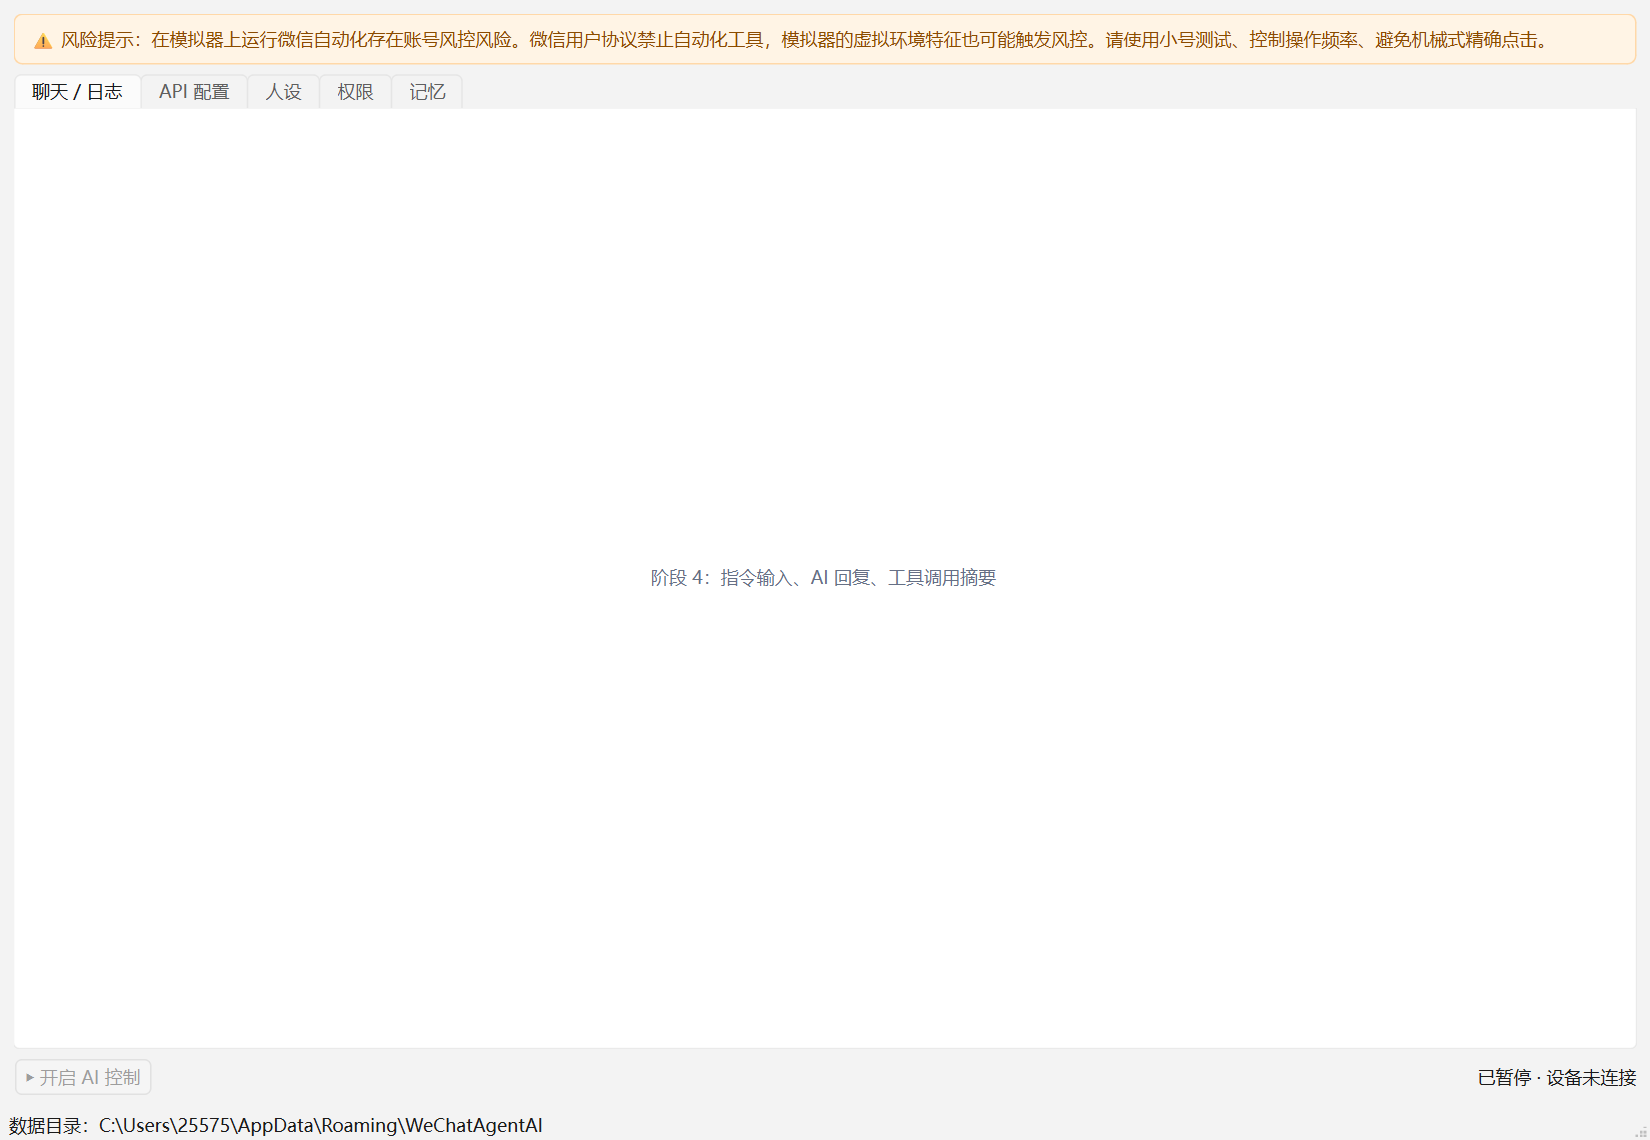 ⚠ 风险提示：在模拟器上运行微信自动化存在账号风控风险。微信用户协议禁止自动化工具，模拟器的虚拟环境特征也可能触发风控。请使用小号测试、控制操作频率、避免机械式精确点击。
聊天 / 日志 API 配置 人设 权限 记忆
阶段 4：指令输入、AI 回复、工具调用摘要
▸ 开启 AI 控制 已暂停 · 设备未连接
数据目录：C:\Users\25575\AppData\Roaming\WeChatAgentAI